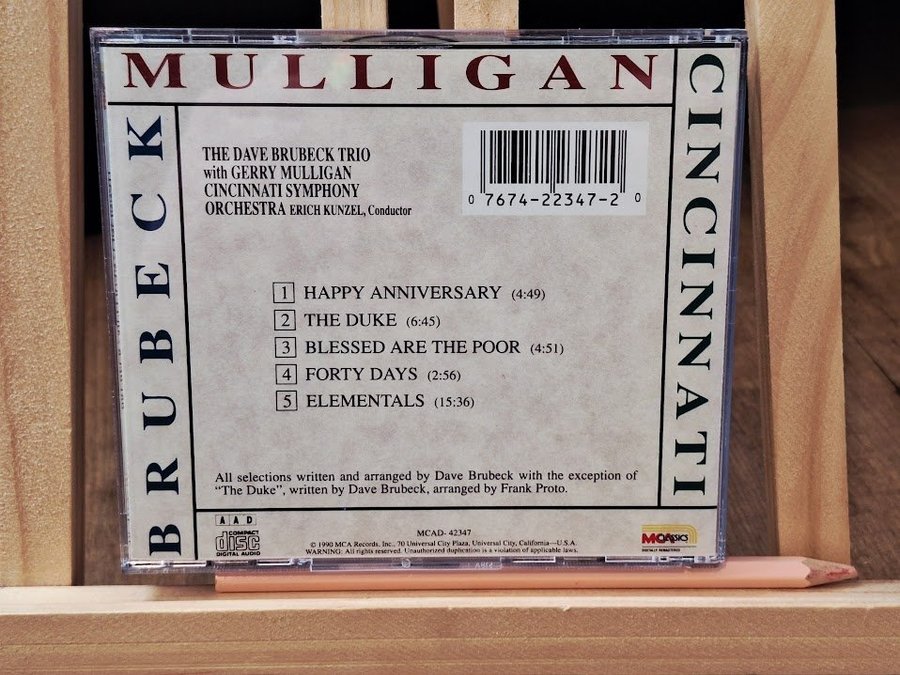 MULLIGAN
BRUBECK
CINCINNATI
THE DAVE BRUBECK TRIO
with GERRY MULLIGAN
CINCINNATI SYMPHONY
ORCHESTRA ERICH KUNZEL, Conductor
0 7674-22347-2 0
1 HAPPY ANNIVERSARY (4:49)
2 THE DUKE (6:45)
3 BLESSED ARE THE POOR (4:51)
4 FORTY DAYS (2:56)
5 ELEMENTALS (15:36)
All selections written and arranged by Dave Brubeck with the exception of
"The Duke", written by Dave Brubeck, arranged by Frank Proto.
A A D
COMPACT
disc
DIGITAL AUDIO
MCAD- 42347
© 1990 MCA Records, Inc., 70 Universal City Plaza, Universal City, California—U.S.A.
WARNING: All rights reserved. Unauthorized duplication is a violation of applicable laws.
MCA CLASSICS
DIGITALLY REMASTERED